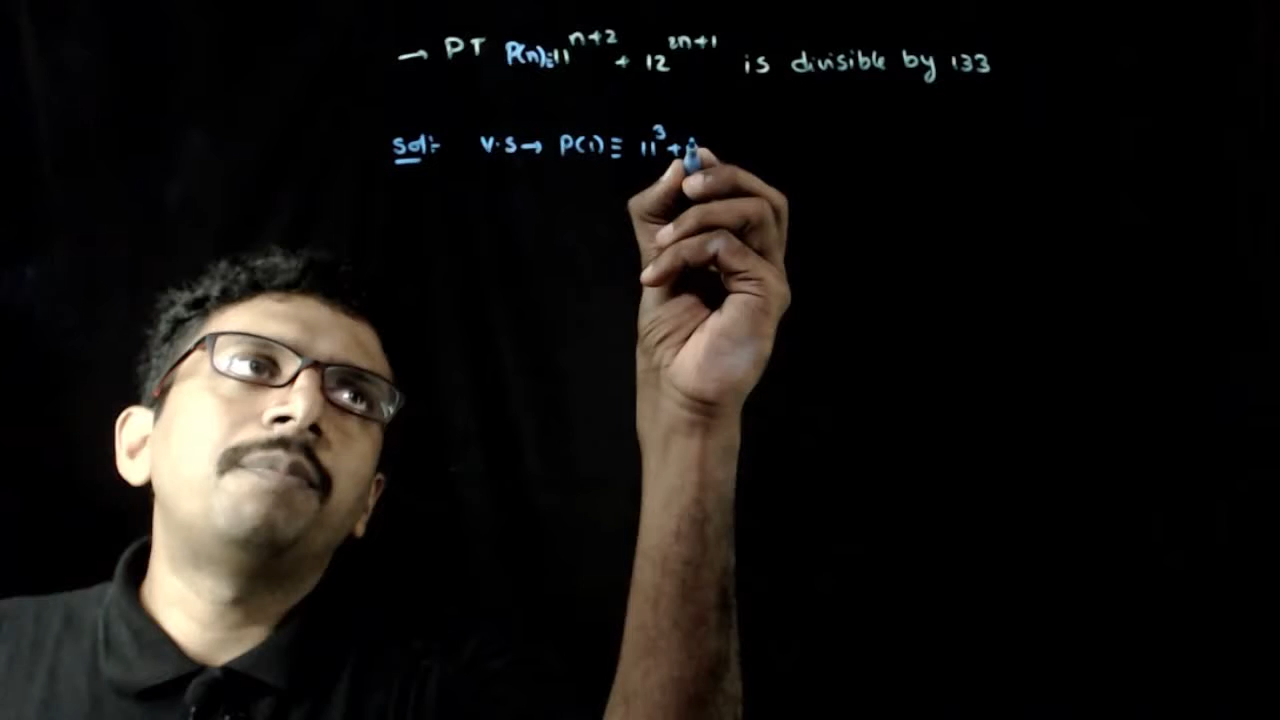 → PT P(n)≡11^{n+2} + 12^{2n+1} is divisible by 133
Sol:- V.S→ P(1) ≡ 11^3 +